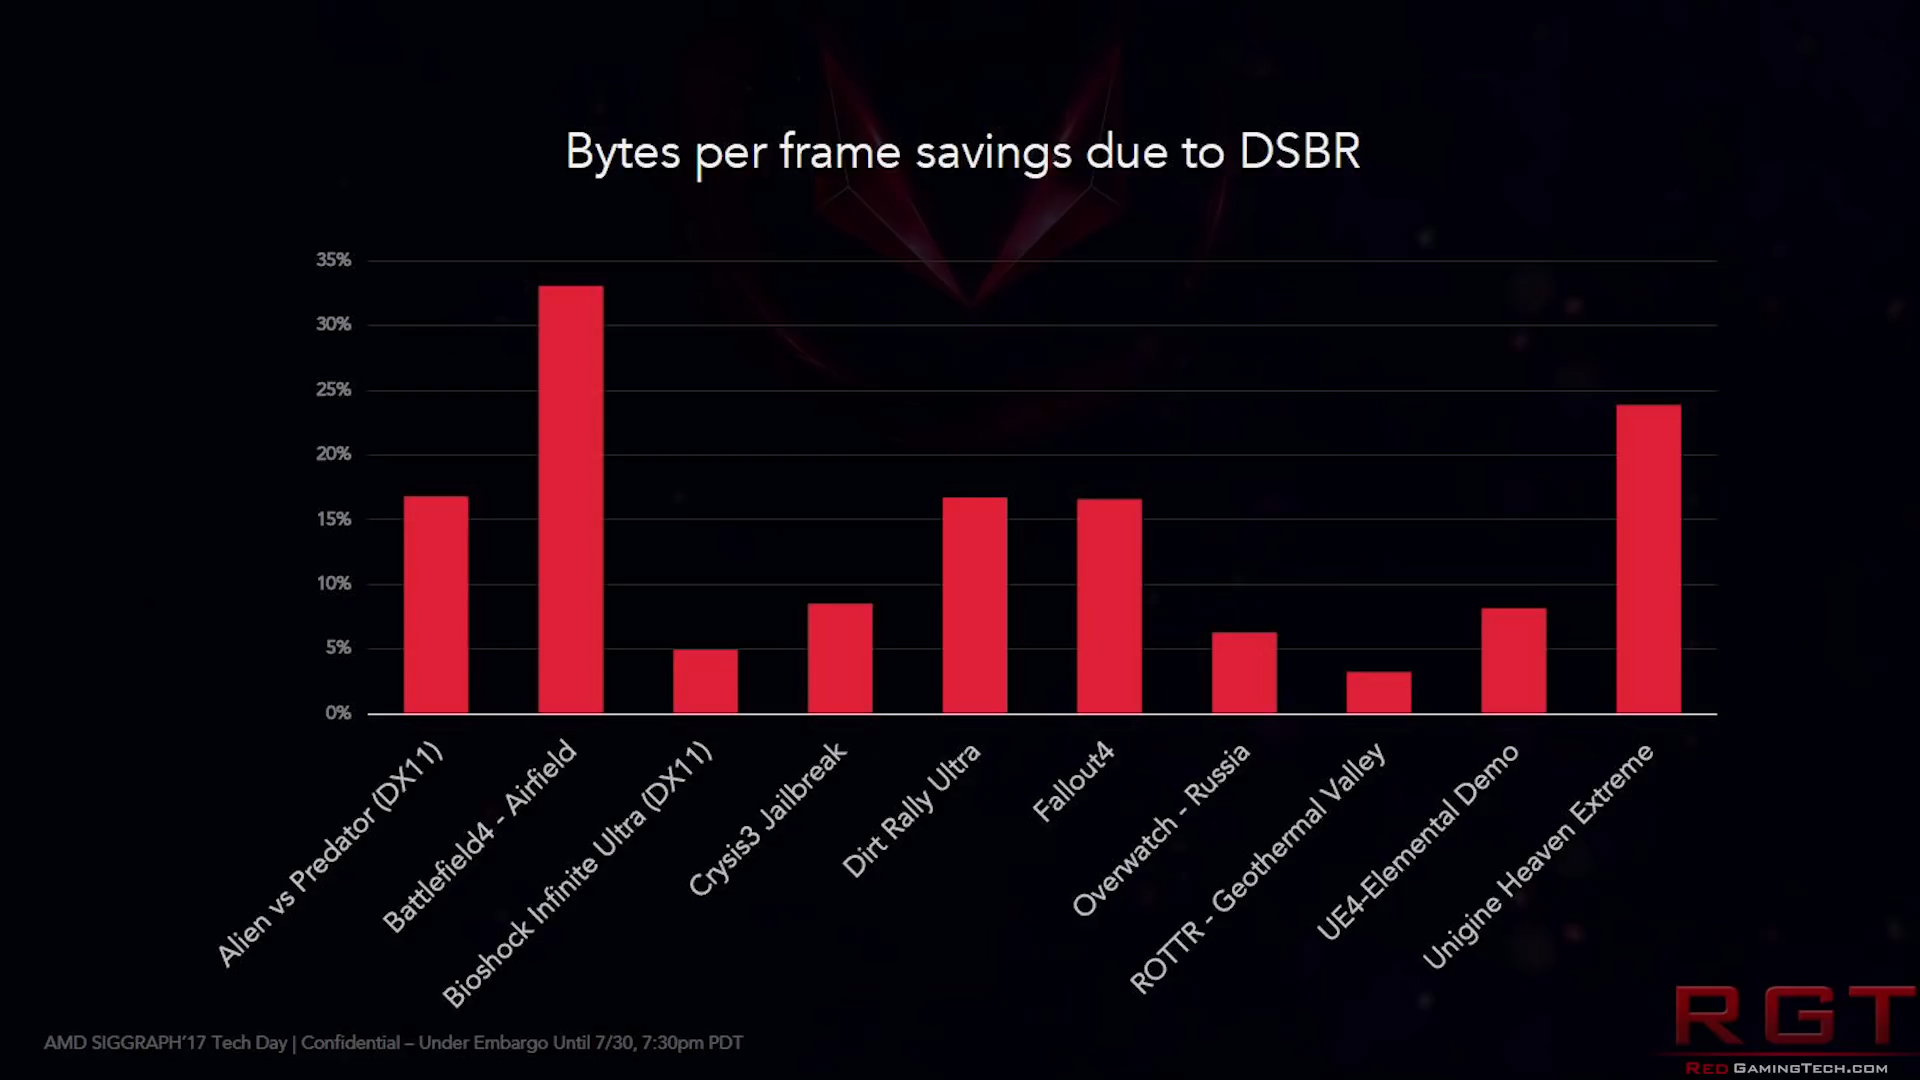 Bytes per frame savings due to DSBR
35%
30%
25%
20%
15%
10%
5%
0%
Alien vs Predator (DX11)
Battlefield4 - Airfield
Bioshock Infinite Ultra (DX11)
Crysis3 Jailbreak
Dirt Rally Ultra
Fallout4
Overwatch - Russia
ROTTR - Geothermal Valley
UE4-Elemental Demo
Unigine Heaven Extreme
AMD SIGGRAPH'17 Tech Day | Confidential – Under Embargo Until 7/30, 7:30pm PDT
RGT
REDGAMINGTECH.COM